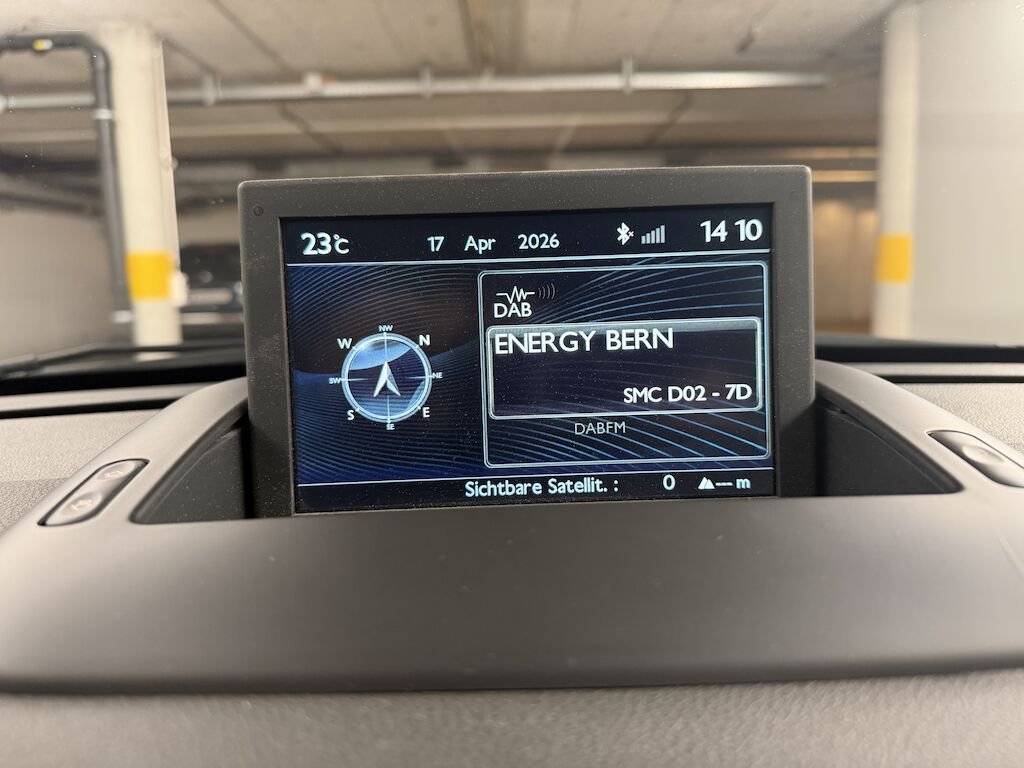 23°C 17 Apr 2026 14 10
DAB
ENERGY BERN
SMC D02 - 7D
DABFM
NW
W N
SW NE
S E
SE
Sichtbare Satellit. : 0 m